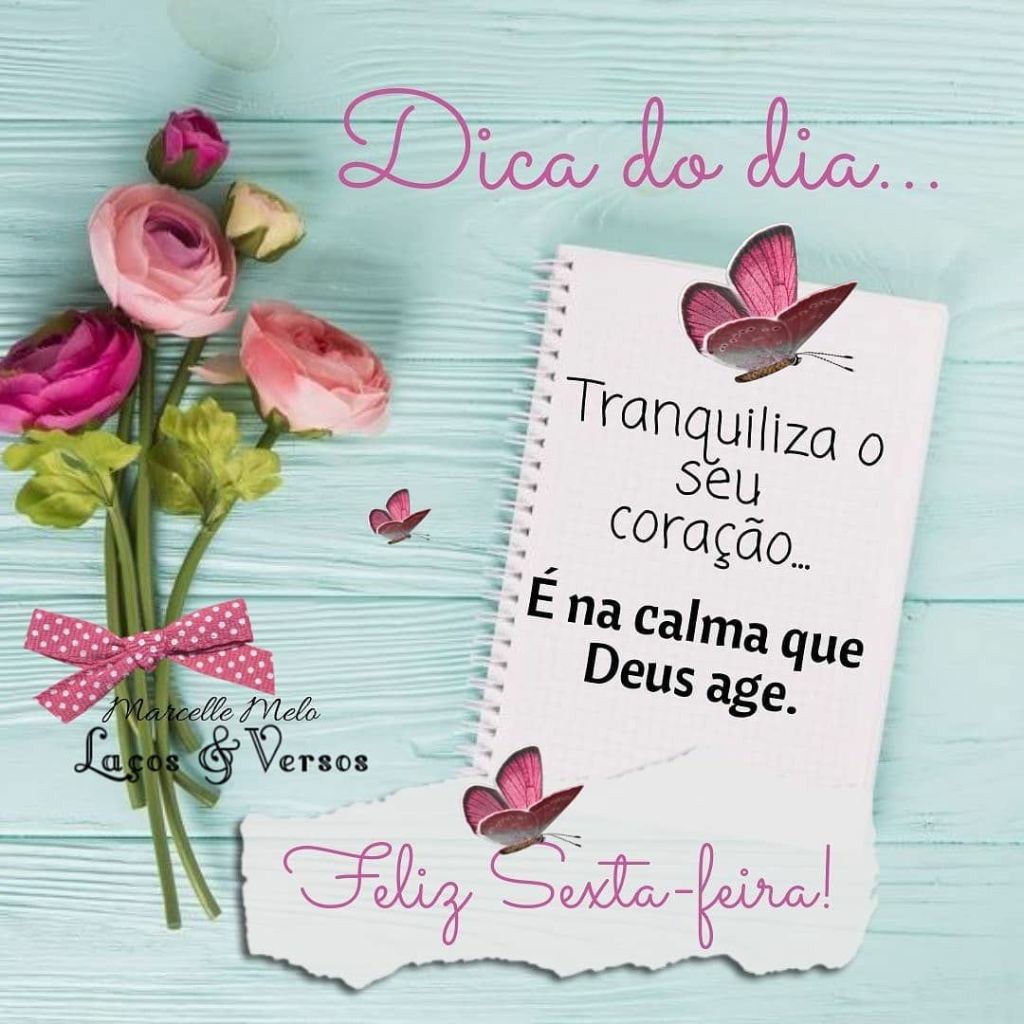 Dica do dia...
Tranquiliza o
seu
coração...
É na calma que
Deus age.
Marcelle Melo
Laços & Versos
Feliz Sexta-feira!